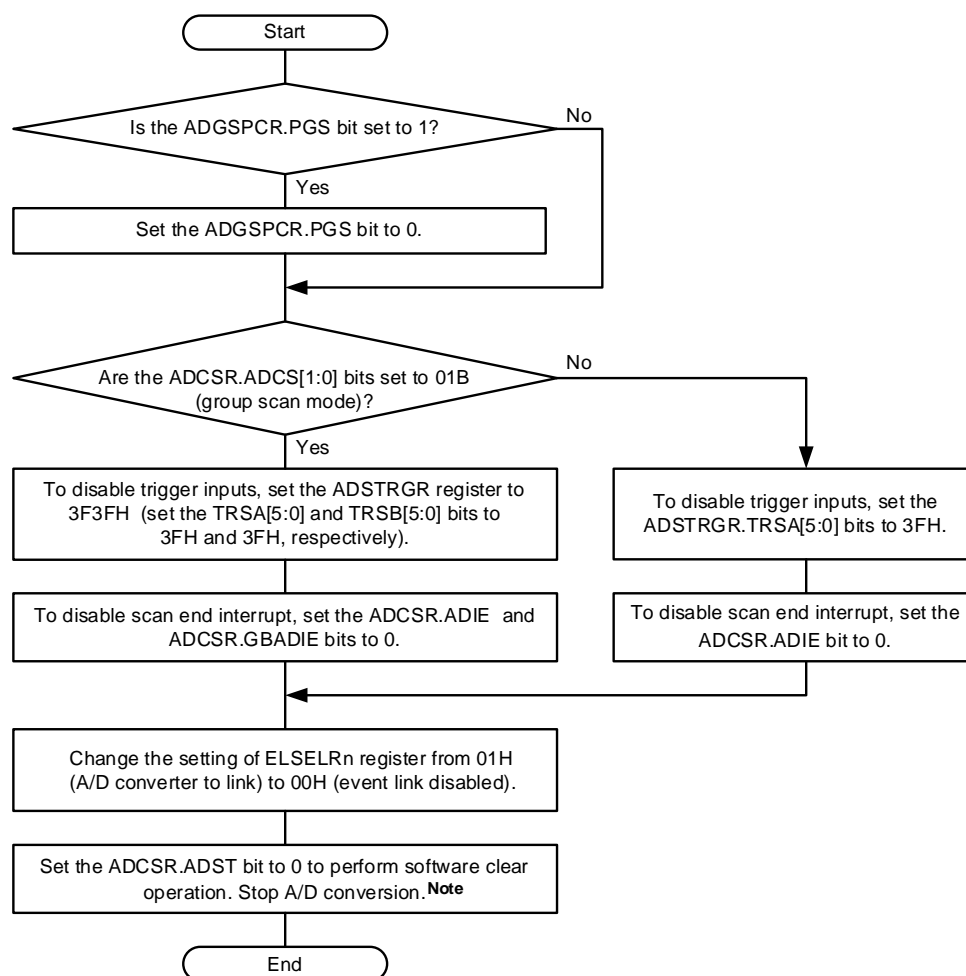 Start
Is the ADGSPCR.PGS bit set to 1?
No
Yes
Set the ADGSPCR.PGS bit to 0.
Are the ADCSR.ADCS[1:0] bits set to 01B
(group scan mode)?
No
Yes
To disable trigger inputs, set the ADSTRGR register to
3F3FH (set the TRSA[5:0] and TRSB[5:0] bits to
3FH and 3FH, respectively).
To disable trigger inputs, set the
ADSTRGR.TRSA[5:0] bits to 3FH.
To disable scan end interrupt, set the ADCSR.ADIE and
ADCSR.GBADIE bits to 0.
To disable scan end interrupt, set the
ADCSR.ADIE bit to 0.
Change the setting of ELSELRn register from 01H
(A/D converter to link) to 00H (event link disabled).
Set the ADCSR.ADST bit to 0 to perform software clear
operation. Stop A/D conversion.Note
End